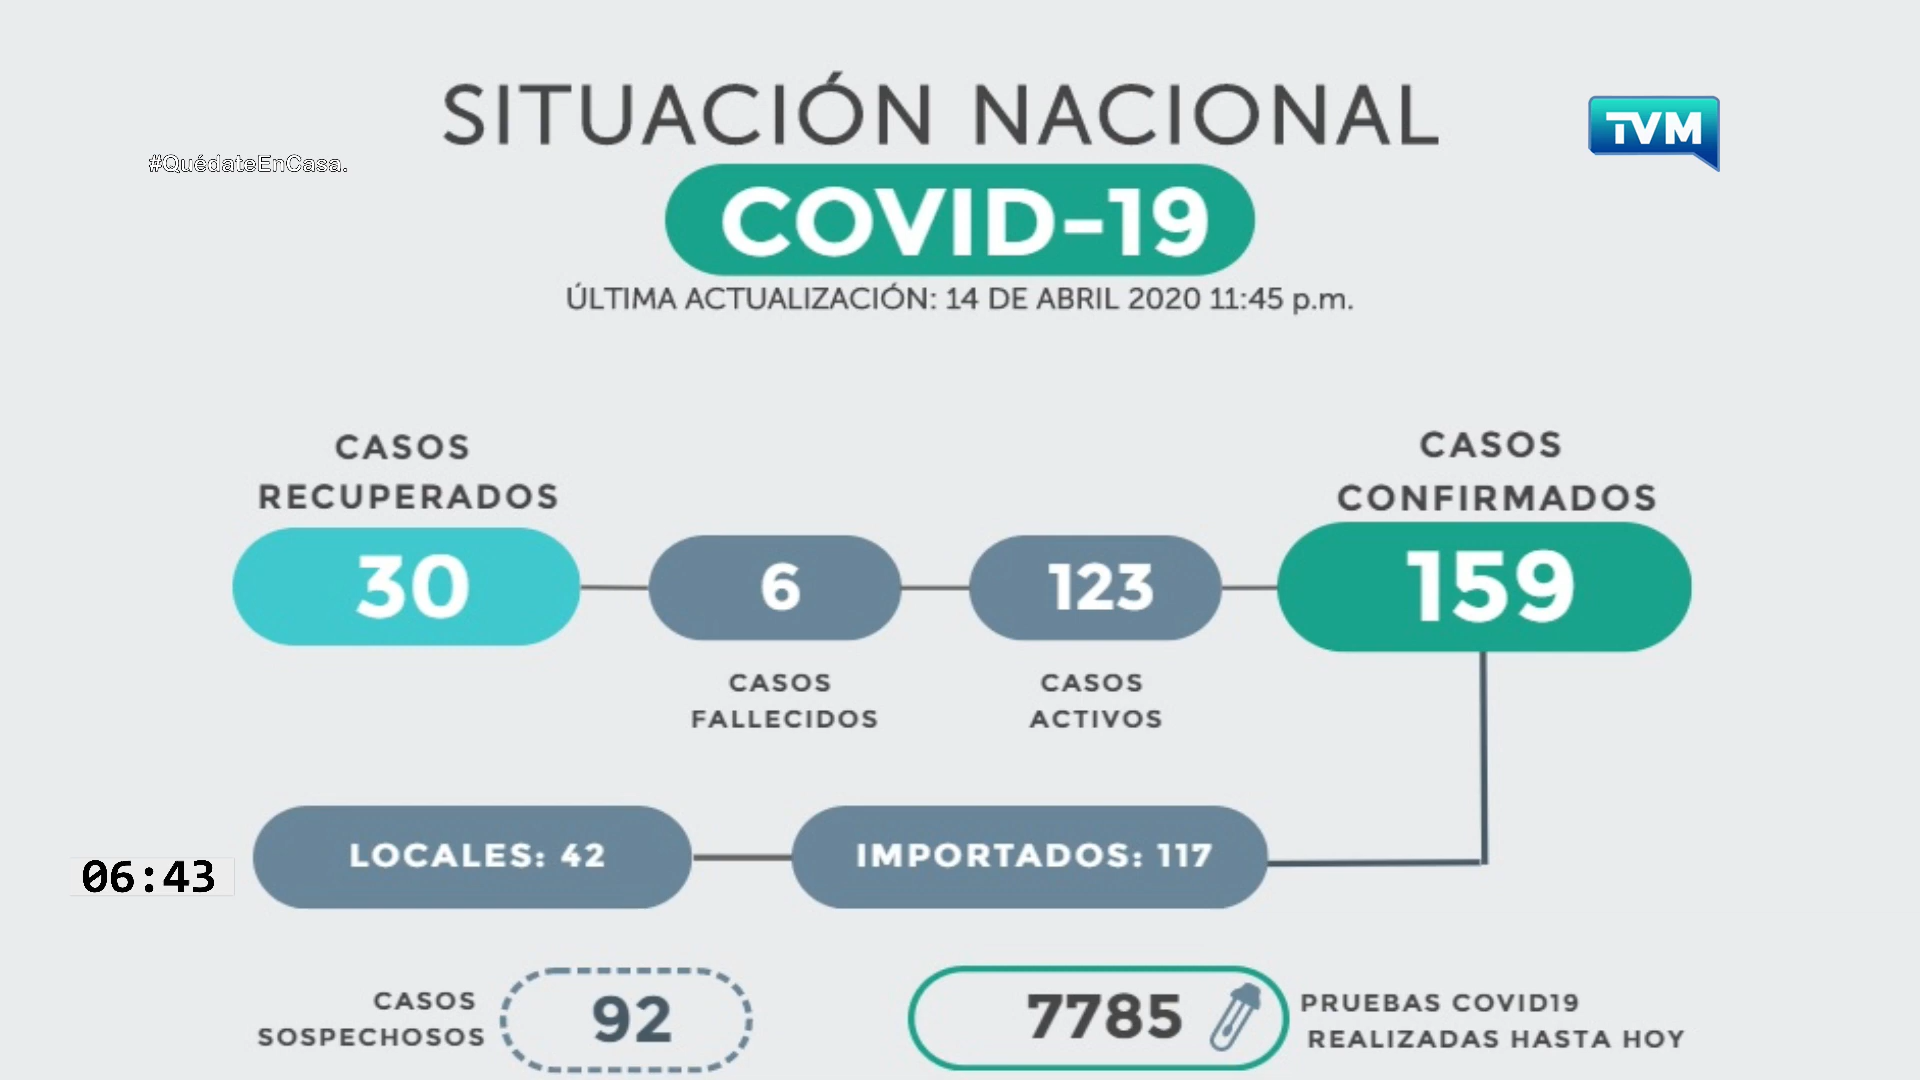 SITUACIÓN NACIONAL
TVM
#QuédateEnCasa.
COVID-19
ÚLTIMA ACTUALIZACIÓN: 14 DE ABRIL 2020 11:45 p.m.
CASOS
RECUPERADOS
30
6
CASOS
FALLECIDOS
123
CASOS
ACTIVOS
CASOS
CONFIRMADOS
159
LOCALES: 42
IMPORTADOS: 117
06:43
CASOS
SOSPECHOSOS
92
7785
PRUEBAS COVID19
REALIZADAS HASTA HOY